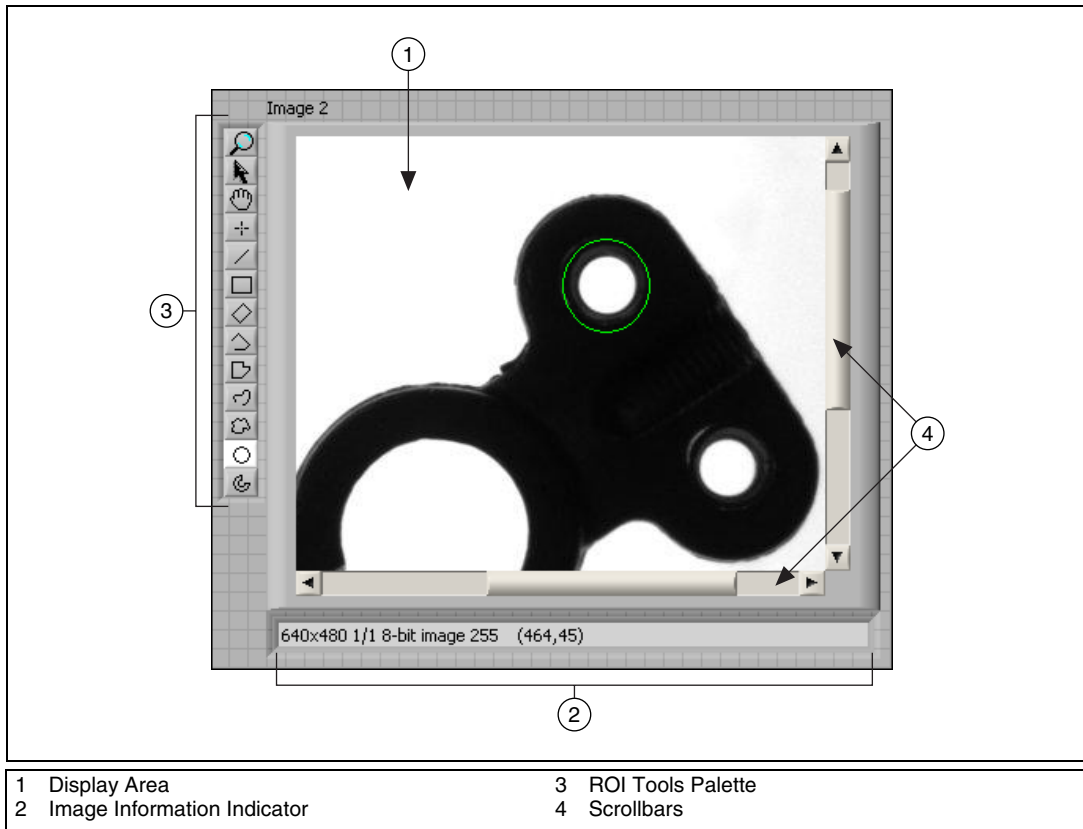 1
Image 2
3
4
640x480 1/1 8-bit image 255 (464,45)
2
1 Display Area
2 Image Information Indicator
3 ROI Tools Palette
4 Scrollbars